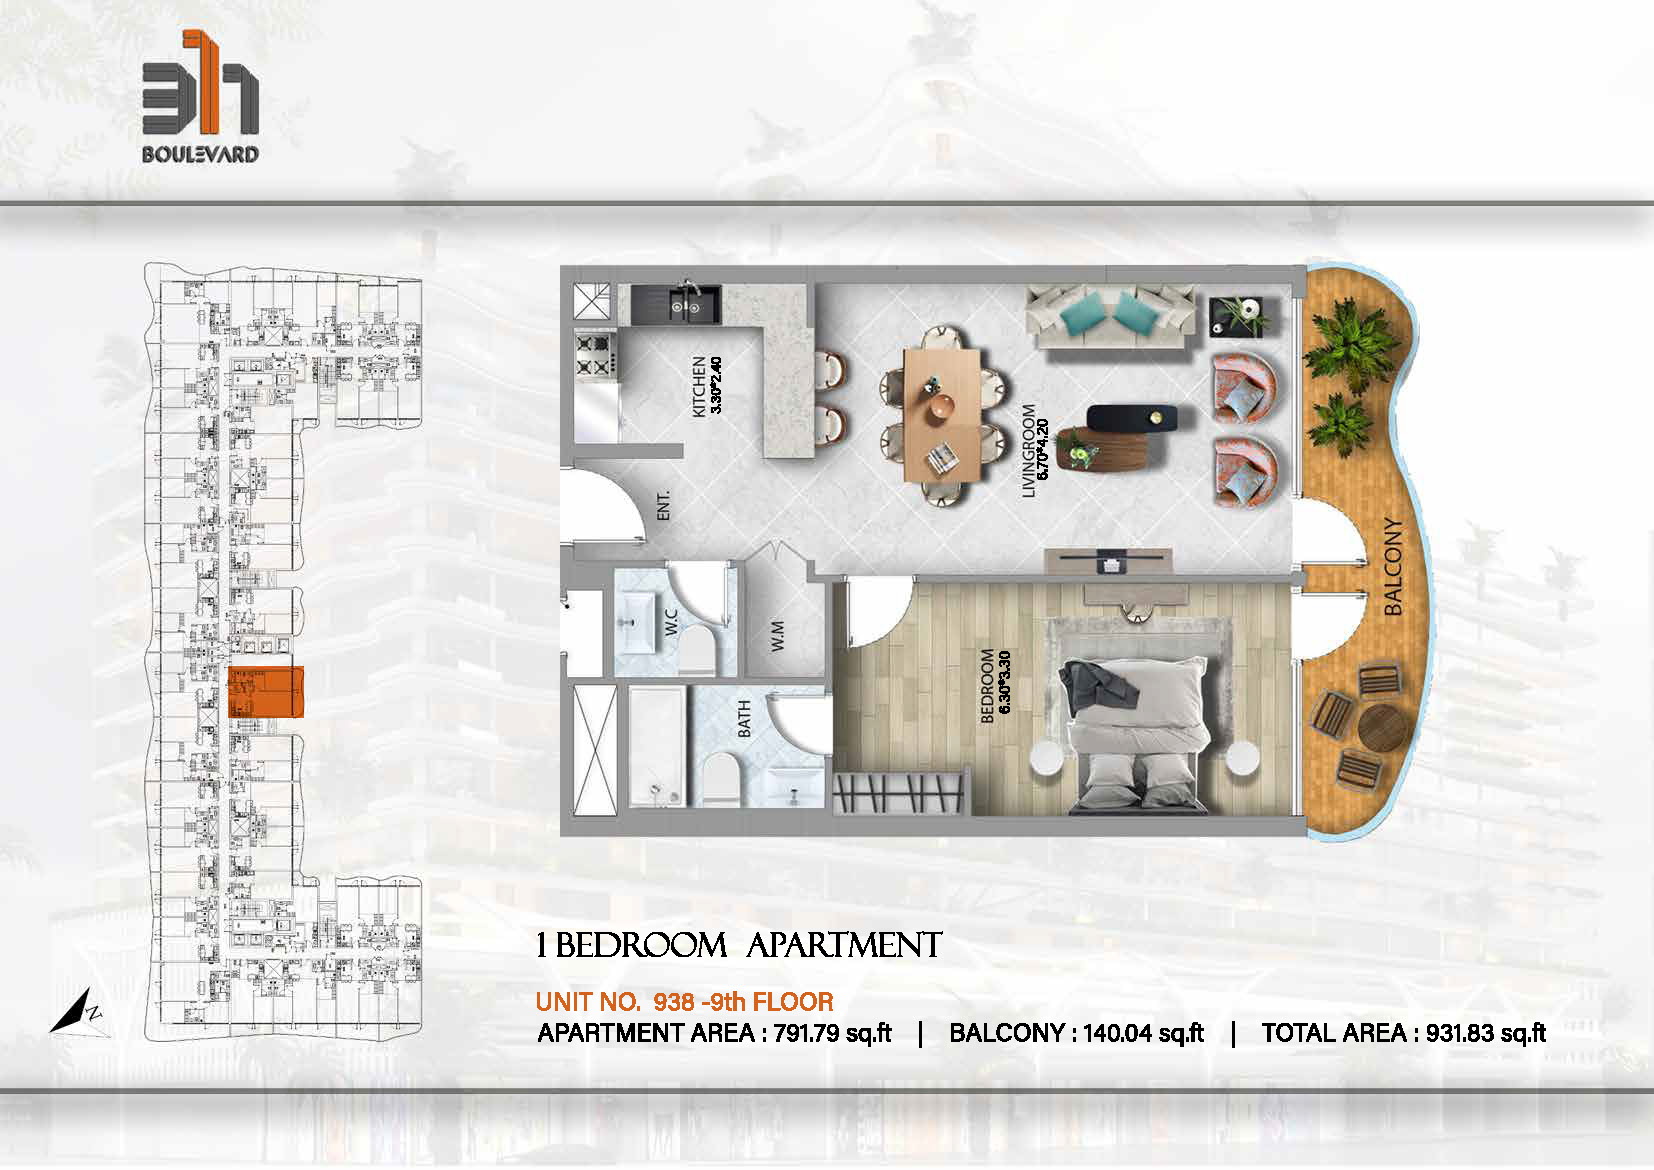 311
BOULEVARD
KITCHEN
3.30*2.40
LIVINGROOM
6.70*4.20
ENT.
W.C
W.M
BATH
BEDROOM
6.30*3.30
BALCONY
N
1 BEDROOM APARTMENT
UNIT NO. 938 -9th FLOOR
APARTMENT AREA : 791.79 sq.ft | BALCONY : 140.04 sq.ft | TOTAL AREA : 931.83 sq.ft